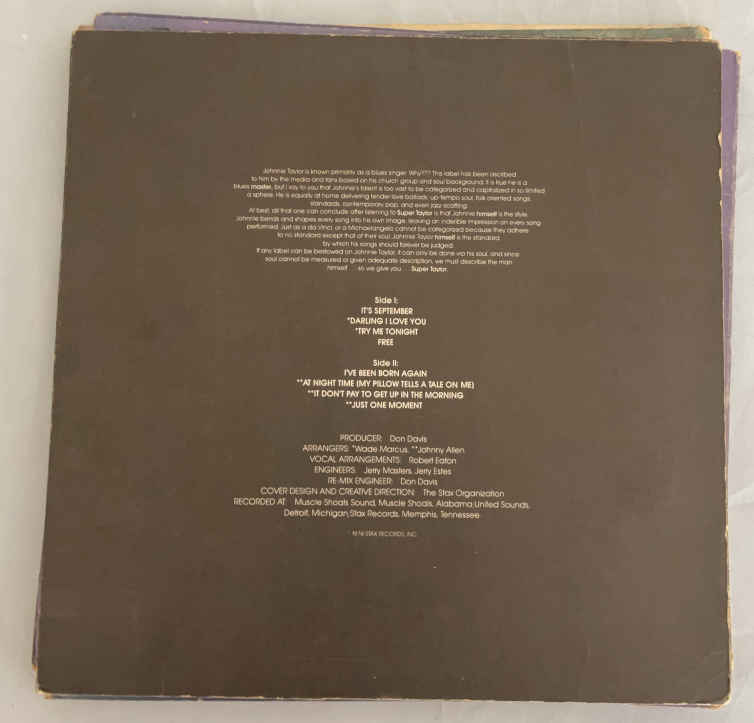 Johnnie Taylor is known primarily as a blues singer. Why??? This label has been ascribed
to him by the media and fans based on his church group and soul background. It is true he is a
blues master, but I say to you that Johnnie's talent is too vast to be categorized and capitalized in so limited
a sphere. He is equally at home delivering tender love ballads, up-tempo soul, folk oriented songs,
standards, contemporary pop, and even jazz scatting.
At best, all that one can conclude after listening to Super Taylor is that Johnnie himself is the style.
Johnnie bends and shapes every song into his own image, leaving an indelible impression on every song
performed. Just as a da Vinci, or a Michaelangelo cannot be categorized because they adhere
to no standard except that of their soul, Johnnie Taylor himself is the standard
by which his songs should forever be judged.
If any label can be bestowed on Johnnie Taylor, it can only be done via his soul, and since
soul cannot be measured or given adequate description, we must describe the man
himself . . . so we give you . . . Super Taylor.
Side I:
IT'S SEPTEMBER
*DARLING I LOVE YOU
*TRY ME TONIGHT
FREE
Side II:
I'VE BEEN BORN AGAIN
**AT NIGHT TIME (MY PILLOW TELLS A TALE ON ME)
**IT DON'T PAY TO GET UP IN THE MORNING
**JUST ONE MOMENT
PRODUCER: Don Davis
ARRANGERS: *Wade Marcus, **Johnny Allen
VOCAL ARRANGEMENTS: Robert Eaton
ENGINEERS: Jerry Masters, Jerry Estes
RE-MIX ENGINEER: Don Davis
COVER DESIGN AND CREATIVE DIRECTION: The Stax Organization
RECORDED AT: Muscle Shoals Sound, Muscle Shoals, Alabama; United Sounds,
Detroit, Michigan; Stax Records, Memphis, Tennessee
STAX RECORDS, INC.